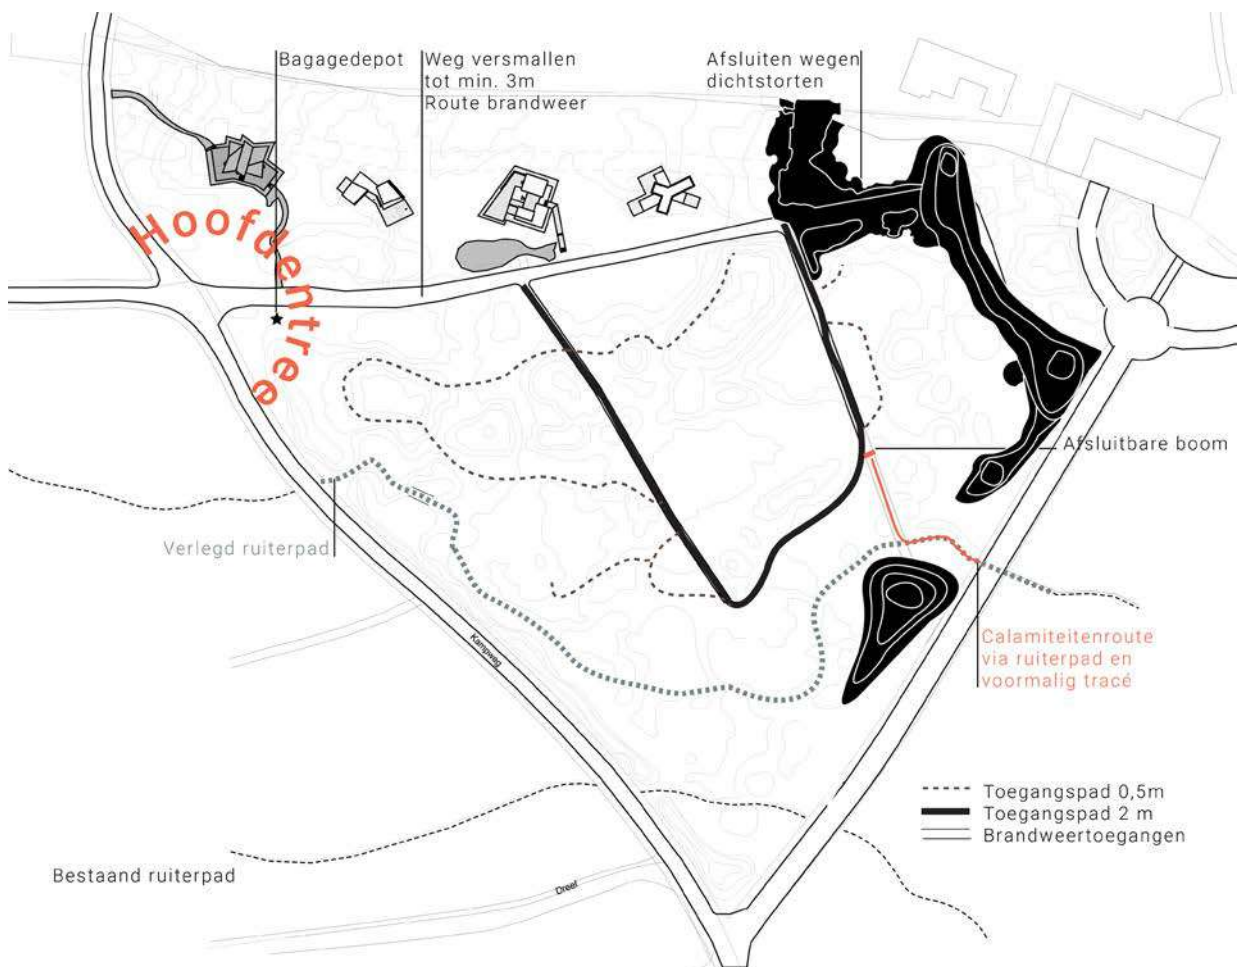 Bagagedepot
Weg versmallen
tot min. 3m
Route brandweer
Afsluiten wegen
dichtstorten
Hoofdentree
Afsluitbare boom
Verlegd ruiterpad
Kampweg
Calamiteitenroute
via ruiterpad en
voormalig tracé
Toegangspad 0,5m
Toegangspad 2 m
Brandweertoegangen
Bestaand ruiterpad
Dreef